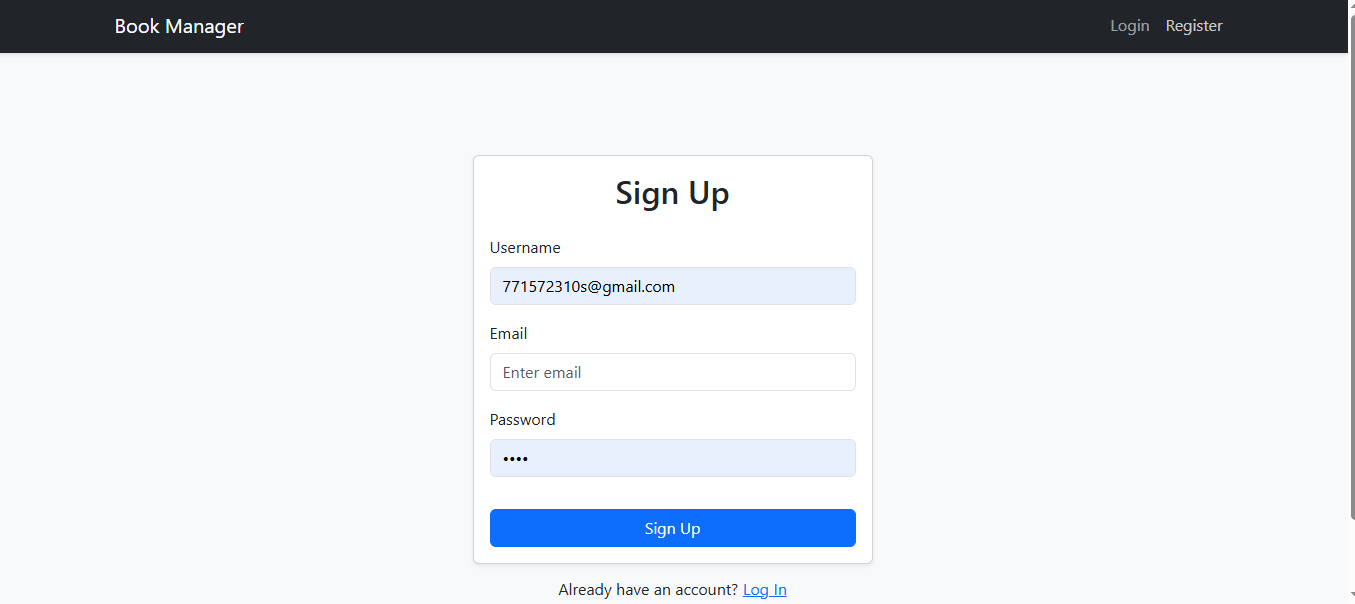 Book Manager Login Register
Sign Up
Username
771572310s@gmail.com
Email
Enter email
Password
••••
Sign Up
Already have an account? Log In